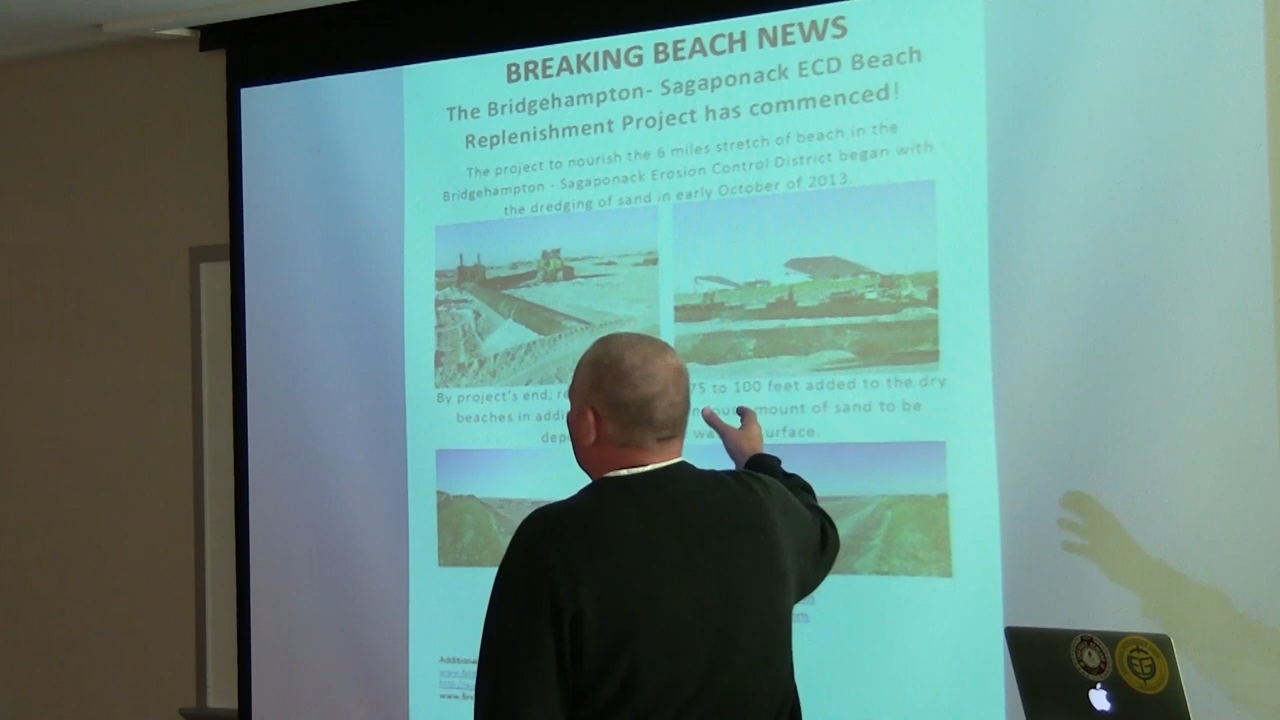 BREAKING BEACH NEWS
The Bridgehampton- Sagaponack ECD Beach
Replenishment Project has commenced!
The project to nourish the 6 miles stretch of beach in the
Bridgehampton - Sagaponack Erosion Control District began with
the dredging of sand in early October of 2013.
By project's end, 75 to 100 feet added to the dry
beaches in of sand to be
surface.